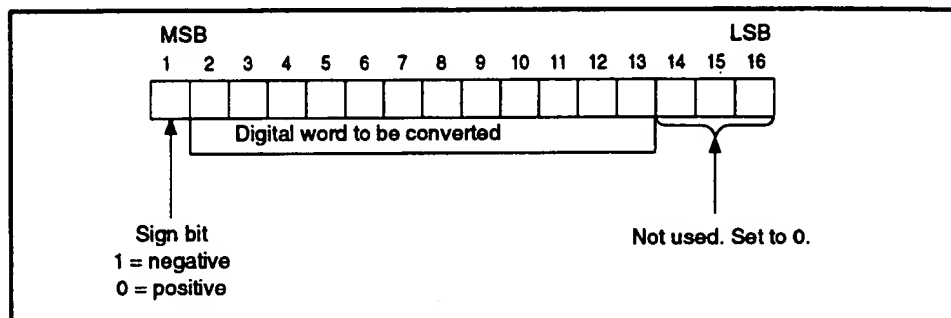 MSB LSB
1 2 3 4 5 6 7 8 9 10 11 12 13 14 15 16
Digital word to be converted
Sign bit
1 = negative
0 = positive
Not used. Set to 0.